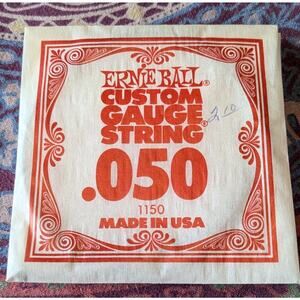 ERNIE BALL®
CUSTOM
GAUGE
STRING®
.050
1150
MADE IN USA